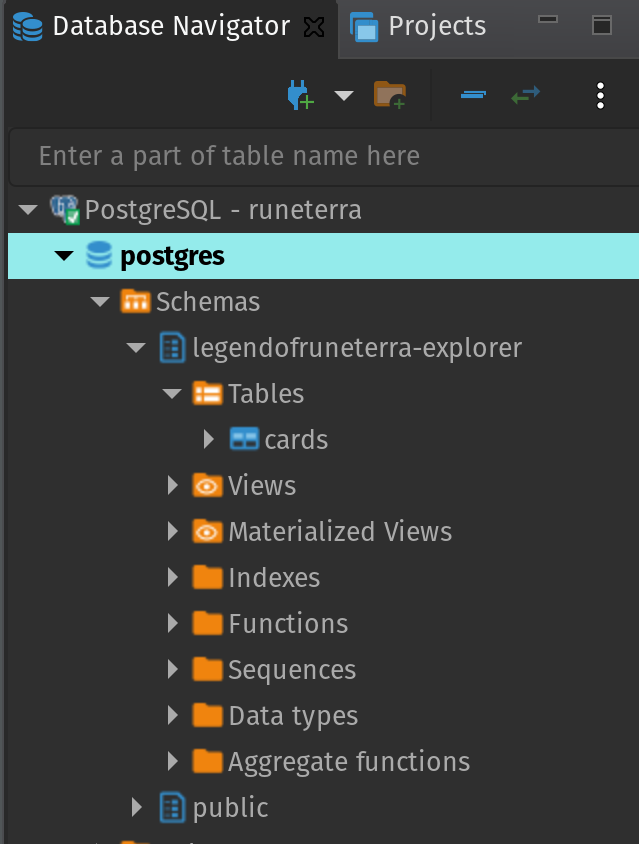 Database Navigator Projects
Enter a part of table name here
PostgreSQL - runeterra
postgres
Schemas
legendofruneterra-explorer
Tables
cards
Views
Materialized Views
Indexes
Functions
Sequences
Data types
Aggregate functions
public